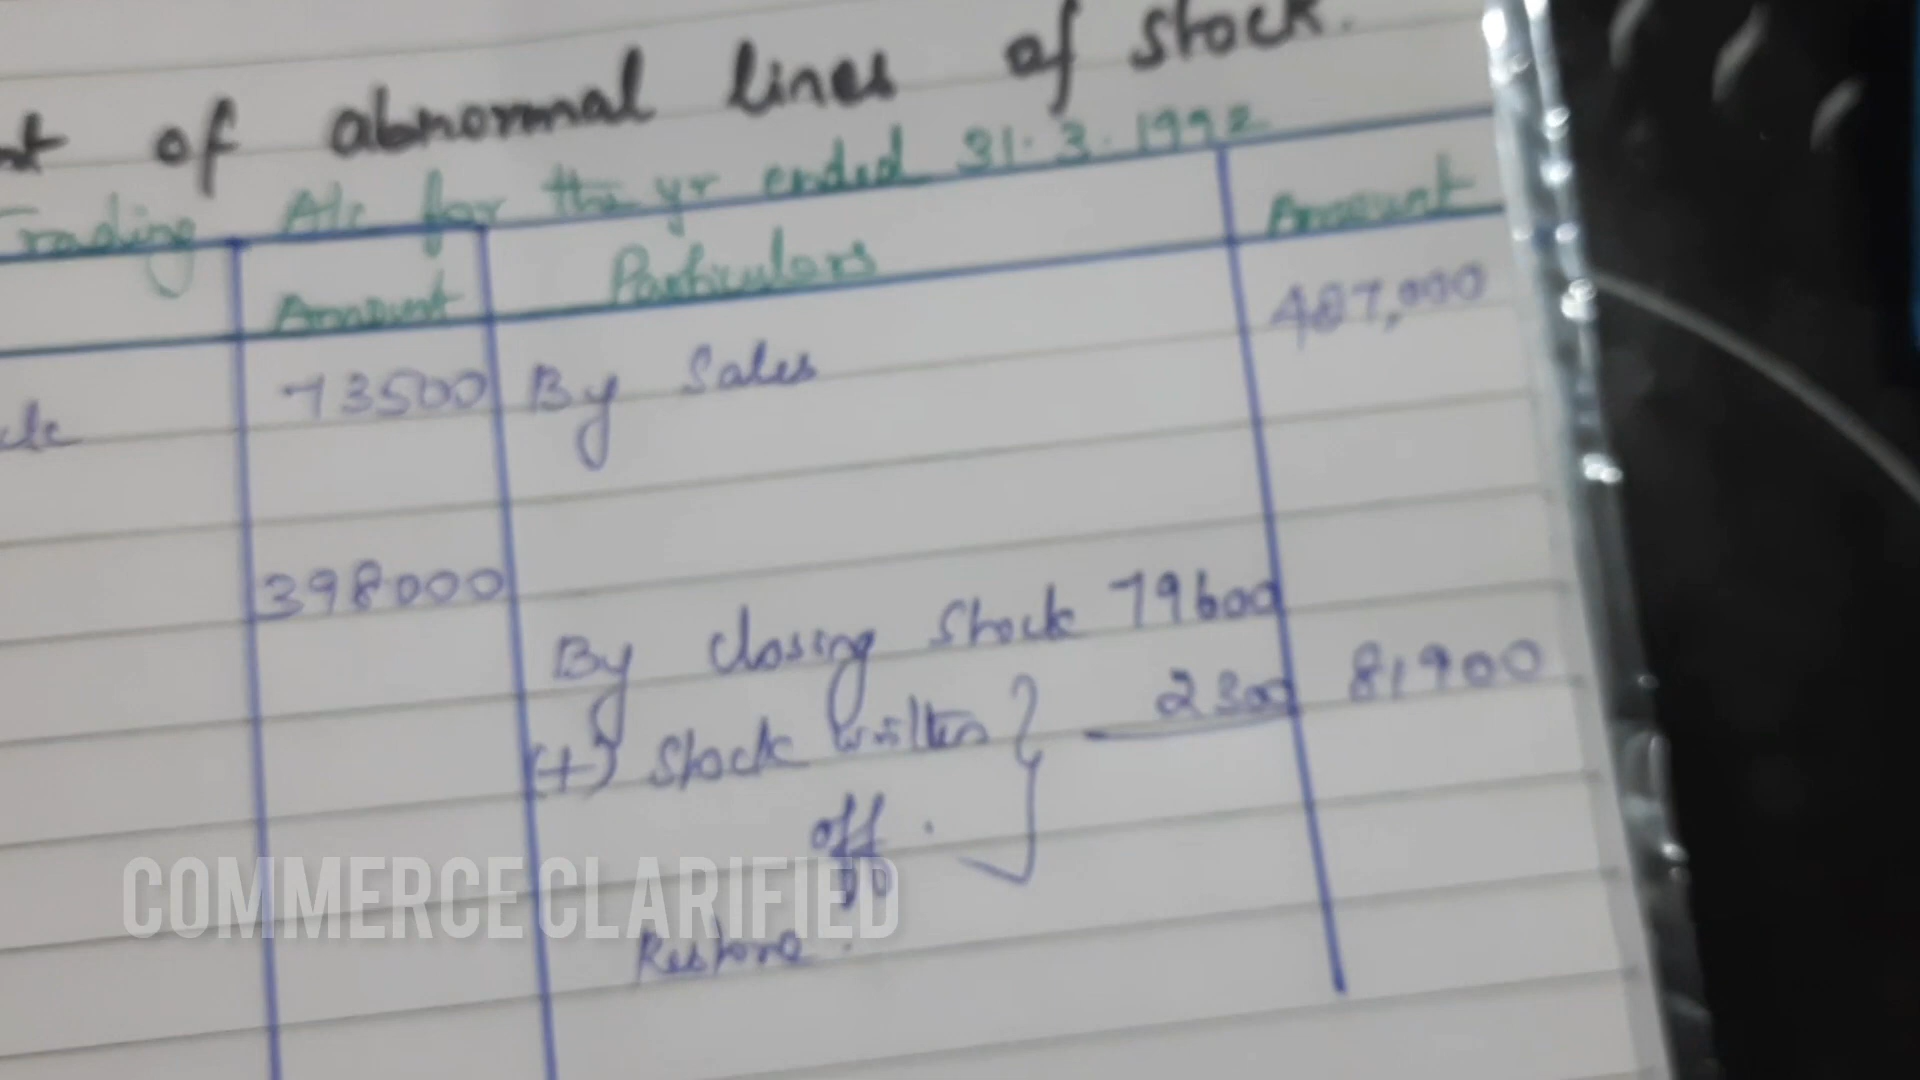 of abnormal lines of stock.
Trading A/c for the yr ended 31.3.1992
Amount Particulars Amount
73500 By Sales 487,000
398000
By closing Stock 79600
(+) Stock written } 2300 81900
off.
Restore.
COMMERCE CLARIFIED